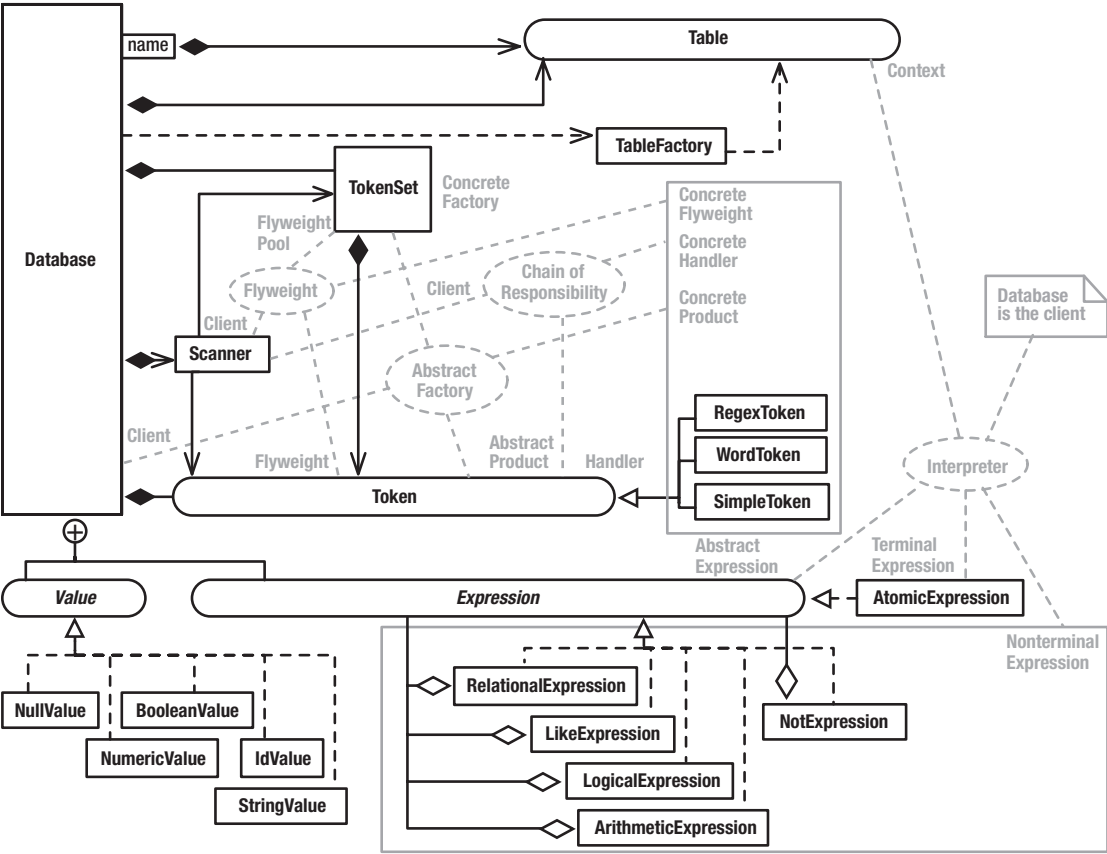 name
Table
Context
TableFactory
TokenSet
Concrete
Factory
Concrete
Flyweight
Flyweight
Pool
Concrete
Handler
Database
Chain of
Responsibility
Flyweight
Client
Concrete
Product
Database
is the client
Client
Scanner
Abstract
Factory
RegexToken
Client
Abstract
Product
WordToken
Flyweight
Handler
Interpreter
Token
SimpleToken
Abstract
Expression
Terminal
Expression
Value
Expression
AtomicExpression
Nonterminal
Expression
RelationalExpression
NullValue
BooleanValue
NotExpression
LikeExpression
NumericValue
IdValue
LogicalExpression
StringValue
ArithmeticExpression